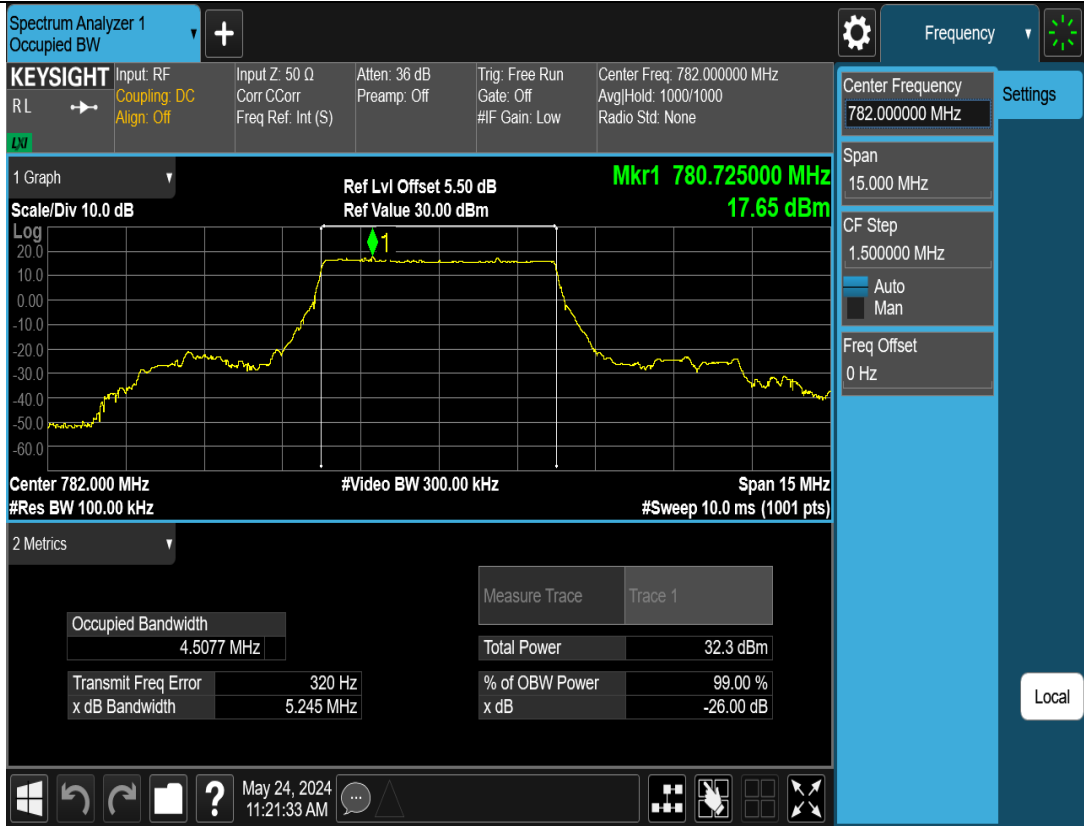 Spectrum Analyzer 1
Occupied BW
+
Frequency
KEYSIGHT
R L
LXI
Input: RF
Coupling: DC
Align: Off
Input Z: 50 Ω
Corr CCorr
Freq Ref: Int (S)
Atten: 36 dB
Preamp: Off
Trig: Free Run
Gate: Off
#IF Gain: Low
Center Freq: 782.000000 MHz
Avg|Hold: 1000/1000
Radio Std: None
Center Frequency
782.000000 MHz
Settings
Span
15.000 MHz
CF Step
1.500000 MHz
Auto
Man
Freq Offset
0 Hz
Local
1 Graph
Scale/Div 10.0 dB
Ref Lvl Offset 5.50 dB
Ref Value 30.00 dBm
Mkr1 780.725000 MHz
17.65 dBm
Log
1
20.0
10.0
0.00
-10.0
-20.0
-30.0
-40.0
-50.0
-60.0
Center 782.000 MHz
#Video BW 300.00 kHz
Span 15 MHz
#Res BW 100.00 kHz
#Sweep 10.0 ms (1001 pts)
2 Metrics
Measure Trace Trace 1
Occupied Bandwidth
4.5077 MHz
Total Power 32.3 dBm
Transmit Freq Error 320 Hz
% of OBW Power 99.00 %
x dB Bandwidth 5.245 MHz
x dB -26.00 dB
?
May 24, 2024
11:21:33 AM
...